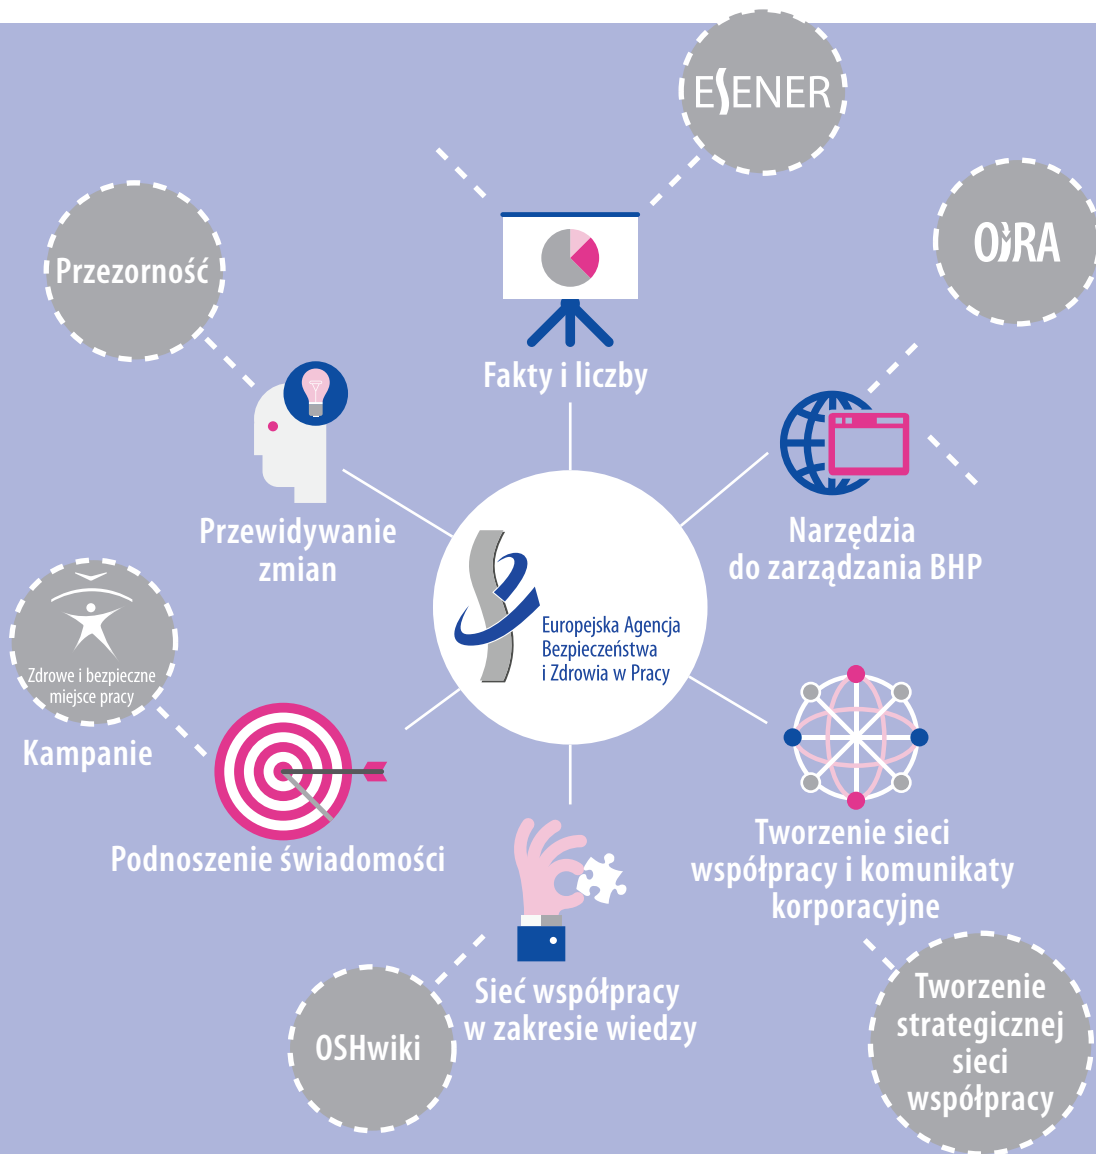 ESENER
OiRA
Przezorność
Fakty i liczby
Przewidywanie
zmian
Narzędzia
do zarządzania BHP
Europejska Agencja
Bezpieczeństwa
i Zdrowia w Pracy
Zdrowe i bezpieczne
miejsce pracy
Kampanie
Podnoszenie świadomości
Tworzenie sieci
współpracy i komunikaty
korporacyjne
Sieć współpracy
w zakresie wiedzy
OSHwiki
Tworzenie
strategicznej
sieci
współpracy